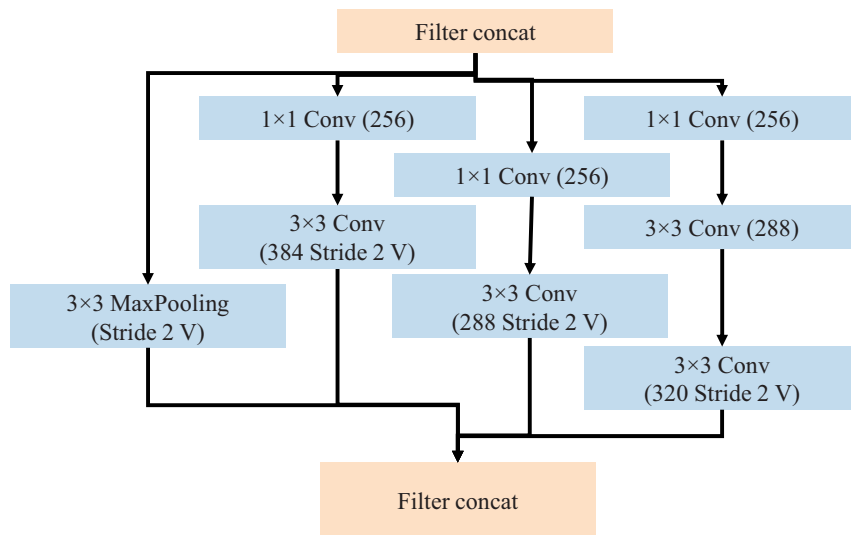 Filter concat
1×1 Conv (256)
1×1 Conv (256)
1×1 Conv (256)
3×3 Conv
(384 Stride 2 V)
3×3 Conv (288)
3×3 MaxPooling
(Stride 2 V)
3×3 Conv
(288 Stride 2 V)
3×3 Conv
(320 Stride 2 V)
Filter concat